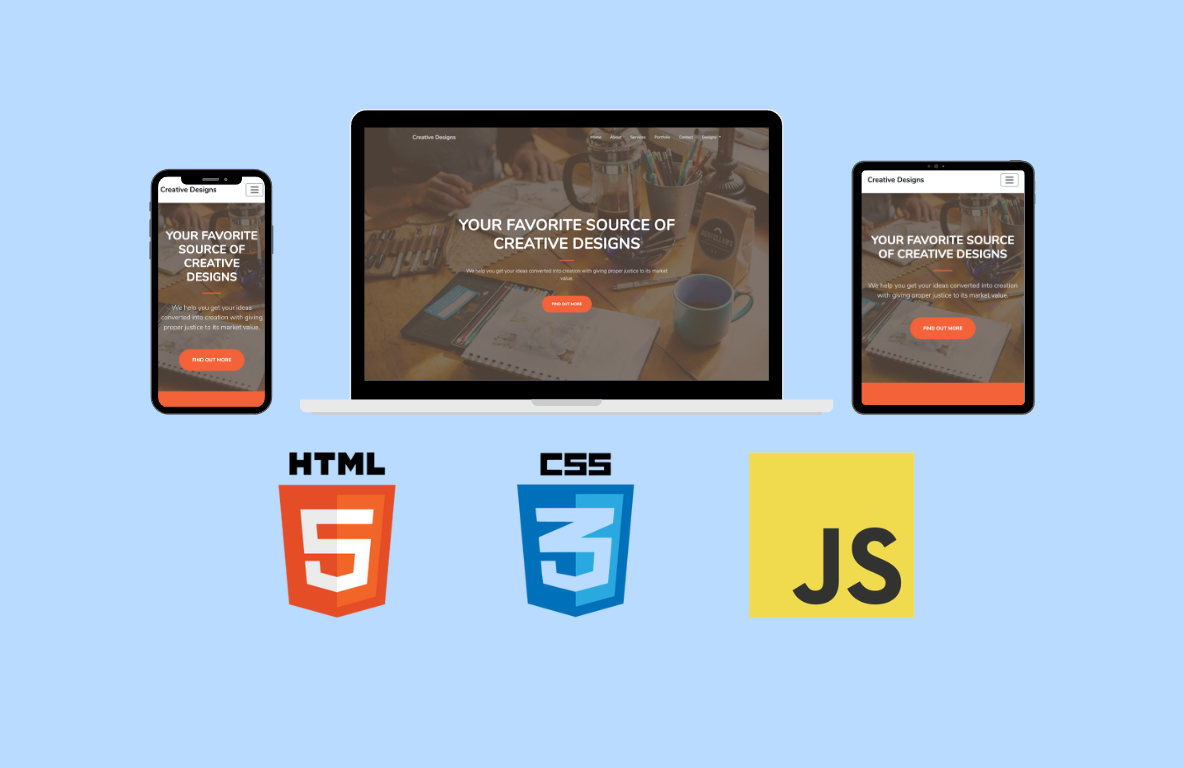 Creative Designs
YOUR FAVORITE
SOURCE OF
CREATIVE
DESIGNS
We help you get your ideas
converted into creation with giving
proper justice to its market value.
FIND OUT MORE
Creative Designs
Home About Services Portfolio Contact Designs
YOUR FAVORITE SOURCE OF
CREATIVE DESIGNS
We help you get your ideas converted into creation with giving proper justice to its market
value.
FIND OUT MORE
Creative Designs
YOUR FAVORITE SOURCE
OF CREATIVE DESIGNS
We help you get your ideas converted into creation
with giving proper justice to its market value.
FIND OUT MORE
HTML
5
CSS
3
JS